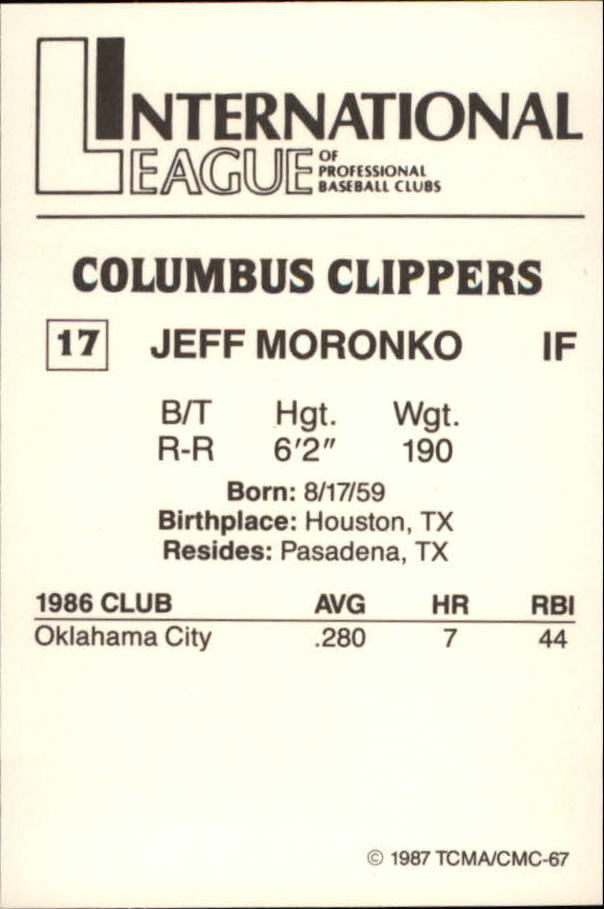 INTERNATIONAL
LEAGUE OF PROFESSIONAL BASEBALL CLUBS
COLUMBUS CLIPPERS
17 JEFF MORONKO IF
B/T Hgt. Wgt.
R-R 6'2" 190
Born: 8/17/59
Birthplace: Houston, TX
Resides: Pasadena, TX
1986 CLUB AVG HR RBI
Oklahoma City .280 7 44
© 1987 TCMA/CMC-67